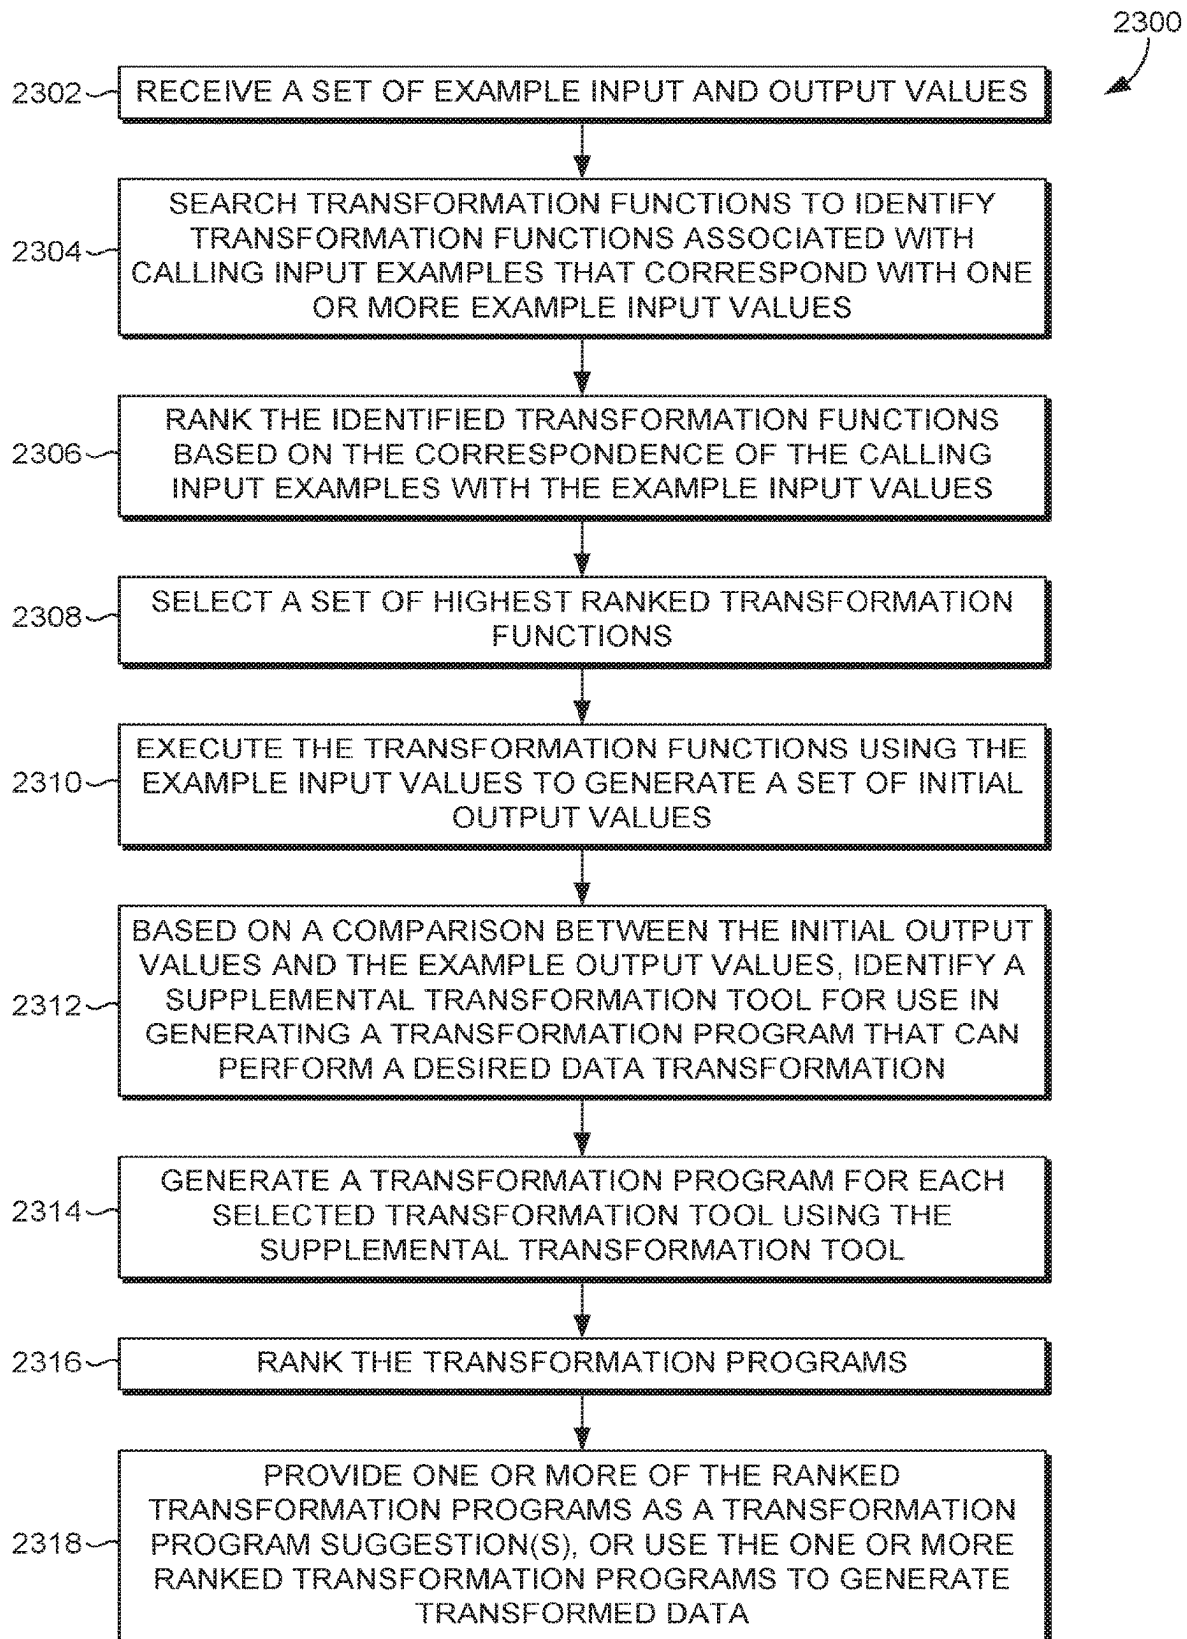 2300
2302 RECEIVE A SET OF EXAMPLE INPUT AND OUTPUT VALUES
SEARCH TRANSFORMATION FUNCTIONS TO IDENTIFY
TRANSFORMATION FUNCTIONS ASSOCIATED WITH
2304
CALLING INPUT EXAMPLES THAT CORRESPOND WITH ONE
OR MORE EXAMPLE INPUT VALUES
RANK THE IDENTIFIED TRANSFORMATION FUNCTIONS
2306 BASED ON THE CORRESPONDENCE OF THE CALLING
INPUT EXAMPLES WITH THE EXAMPLE INPUT VALUES
SELECT A SET OF HIGHEST RANKED TRANSFORMATION
2308
FUNCTIONS
EXECUTE THE TRANSFORMATION FUNCTIONS USING THE
2310 EXAMPLE INPUT VALUES TO GENERATE A SET OF INITIAL
OUTPUT VALUES
BASED ON A COMPARISON BETWEEN THE INITIAL OUTPUT
VALUES AND THE EXAMPLE OUTPUT VALUES, IDENTIFY A
2312 SUPPLEMENTAL TRANSFORMATION TOOL FOR USE IN
GENERATING A TRANSFORMATION PROGRAM THAT CAN
PERFORM A DESIRED DATA TRANSFORMATION
GENERATE A TRANSFORMATION PROGRAM FOR EACH
2314 SELECTED TRANSFORMATION TOOL USING THE
SUPPLEMENTAL TRANSFORMATION TOOL
2316 RANK THE TRANSFORMATION PROGRAMS
PROVIDE ONE OR MORE OF THE RANKED
TRANSFORMATION PROGRAMS AS A TRANSFORMATION
2318 PROGRAM SUGGESTION(S), OR USE THE ONE OR MORE
RANKED TRANSFORMATION PROGRAMS TO GENERATE
TRANSFORMED DATA